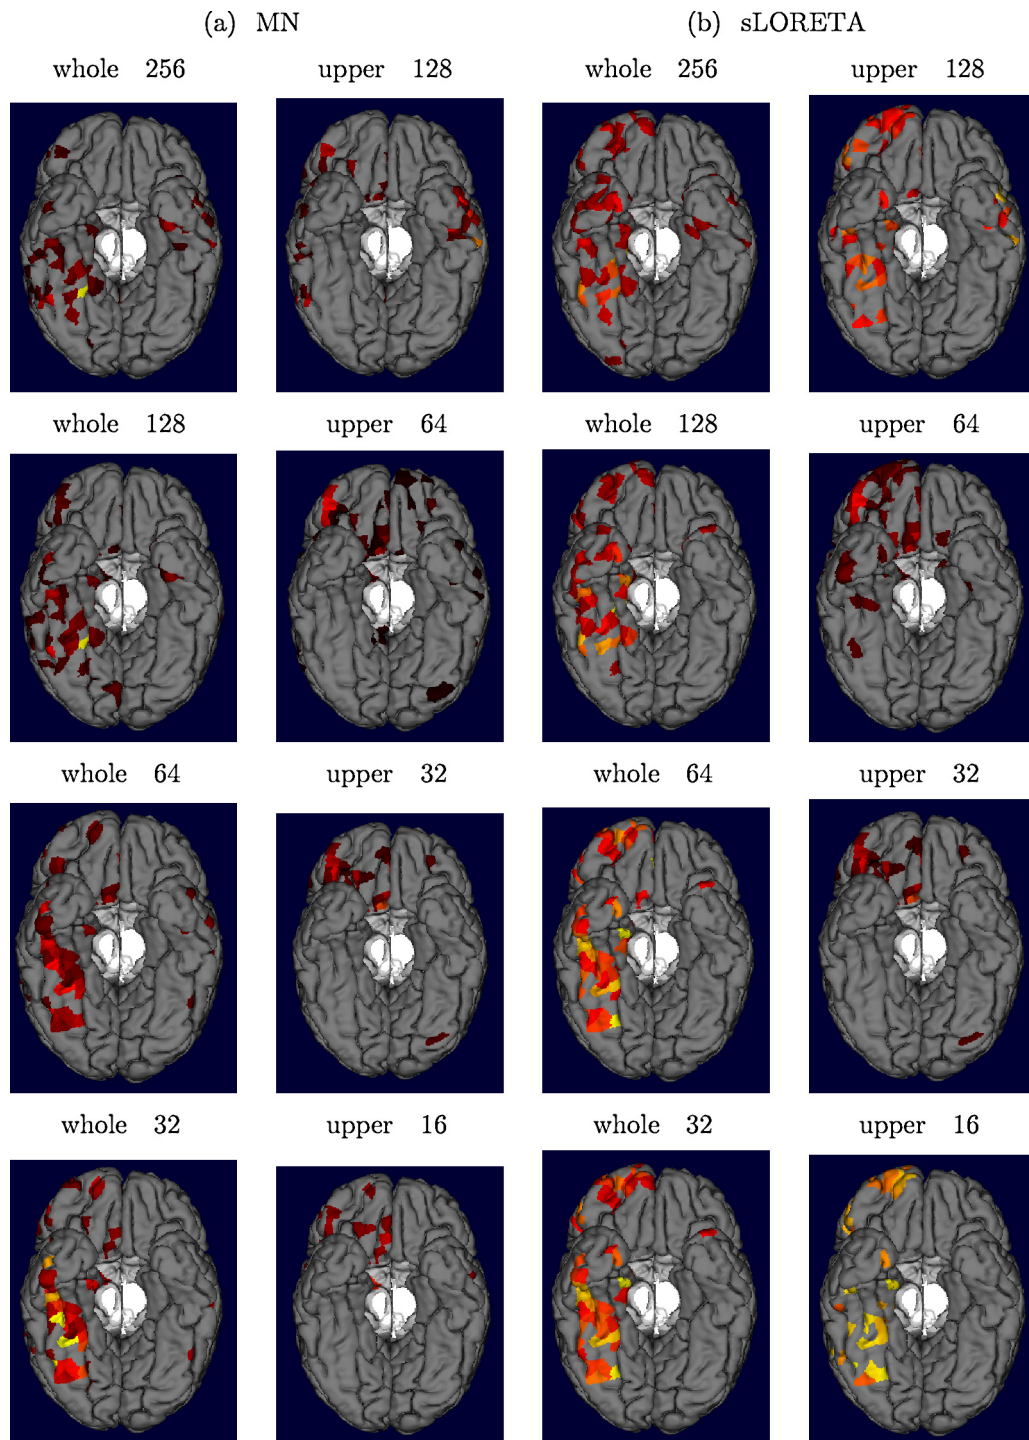 (a) MN (b) sLORETA
whole 256 upper 128 whole 256 upper 128
whole 128 upper 64 whole 128 upper 64
whole 64 upper 32 whole 64 upper 32
whole 32 upper 16 whole 32 upper 16